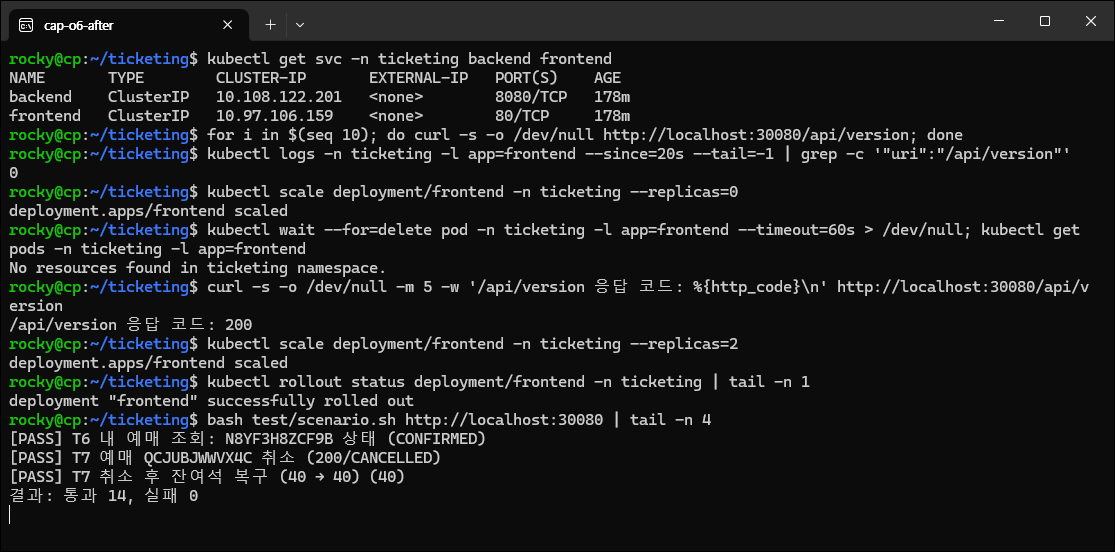 cap-o6-after
rocky@cp:~/ticketing$ kubectl get svc -n ticketing backend frontend
NAME       TYPE        CLUSTER-IP       EXTERNAL-IP   PORT(S)    AGE
backend    ClusterIP   10.108.122.201   <none>        8080/TCP   178m
frontend   ClusterIP   10.97.106.159    <none>        80/TCP     178m
rocky@cp:~/ticketing$ for i in $(seq 10); do curl -s -o /dev/null http://localhost:30080/api/version; done
rocky@cp:~/ticketing$ kubectl logs -n ticketing -l app=frontend --since=20s --tail=-1 | grep -c '"uri":"/api/version"'
0
rocky@cp:~/ticketing$ kubectl scale deployment/frontend -n ticketing --replicas=0
deployment.apps/frontend scaled
rocky@cp:~/ticketing$ kubectl wait --for=delete pod -n ticketing -l app=frontend --timeout=60s > /dev/null; kubectl get
pods -n ticketing -l app=frontend
No resources found in ticketing namespace.
rocky@cp:~/ticketing$ curl -s -o /dev/null -m 5 -w '/api/version 응답 코드: %{http_code}\n' http://localhost:30080/api/v
ersion
/api/version 응답 코드: 200
rocky@cp:~/ticketing$ kubectl scale deployment/frontend -n ticketing --replicas=2
deployment.apps/frontend scaled
rocky@cp:~/ticketing$ kubectl rollout status deployment/frontend -n ticketing | tail -n 1
deployment "frontend" successfully rolled out
rocky@cp:~/ticketing$ bash test/scenario.sh http://localhost:30080 | tail -n 4
[PASS] T6 내 예매 조회: N8YF3H8ZCF9B 상태 (CONFIRMED)
[PASS] T7 예매 QCJUBJWWVX4C 취소 (200/CANCELLED)
[PASS] T7 취소 후 잔여석 복구 (40 → 40) (40)
결과: 통과 14, 실패 0